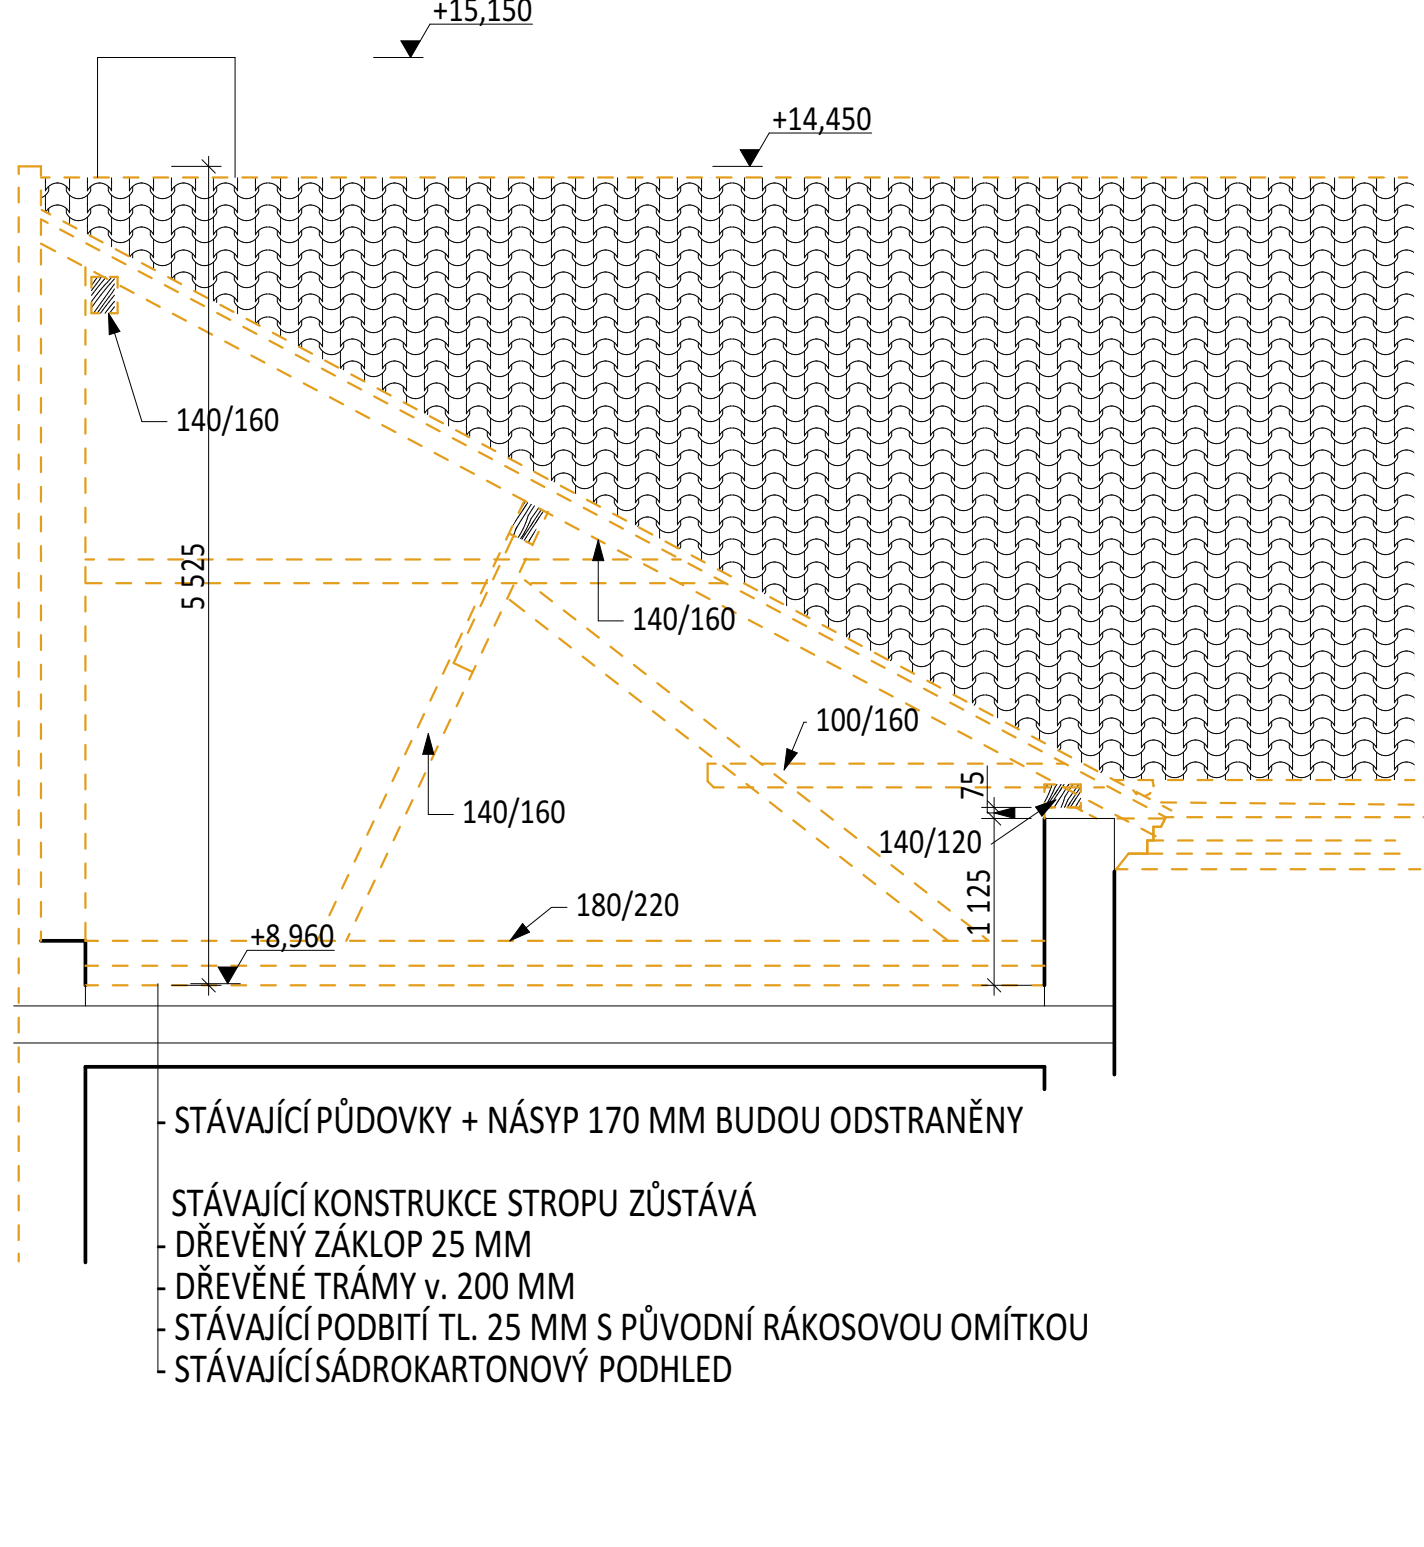 +15,150
+14,450
140/160
5 525
140/160
100/160
75
140/160
140/120
1 125
180/220
+8,960
- STÁVAJÍCÍ PŮDOVKY + NÁSYP 170 MM BUDOU ODSTRANĚNY
STÁVAJÍCÍ KONSTRUKCE STROPU ZŮSTÁVÁ
- DŘEVĚNÝ ZÁKLOP 25 MM
- DŘEVĚNÉ TRÁMY v. 200 MM
- STÁVAJÍCÍ PODBITÍ TL. 25 MM S PŮVODNÍ RÁKOSOVOU OMÍTKOU
- STÁVAJÍCÍ SÁDROKARTONOVÝ PODHLED